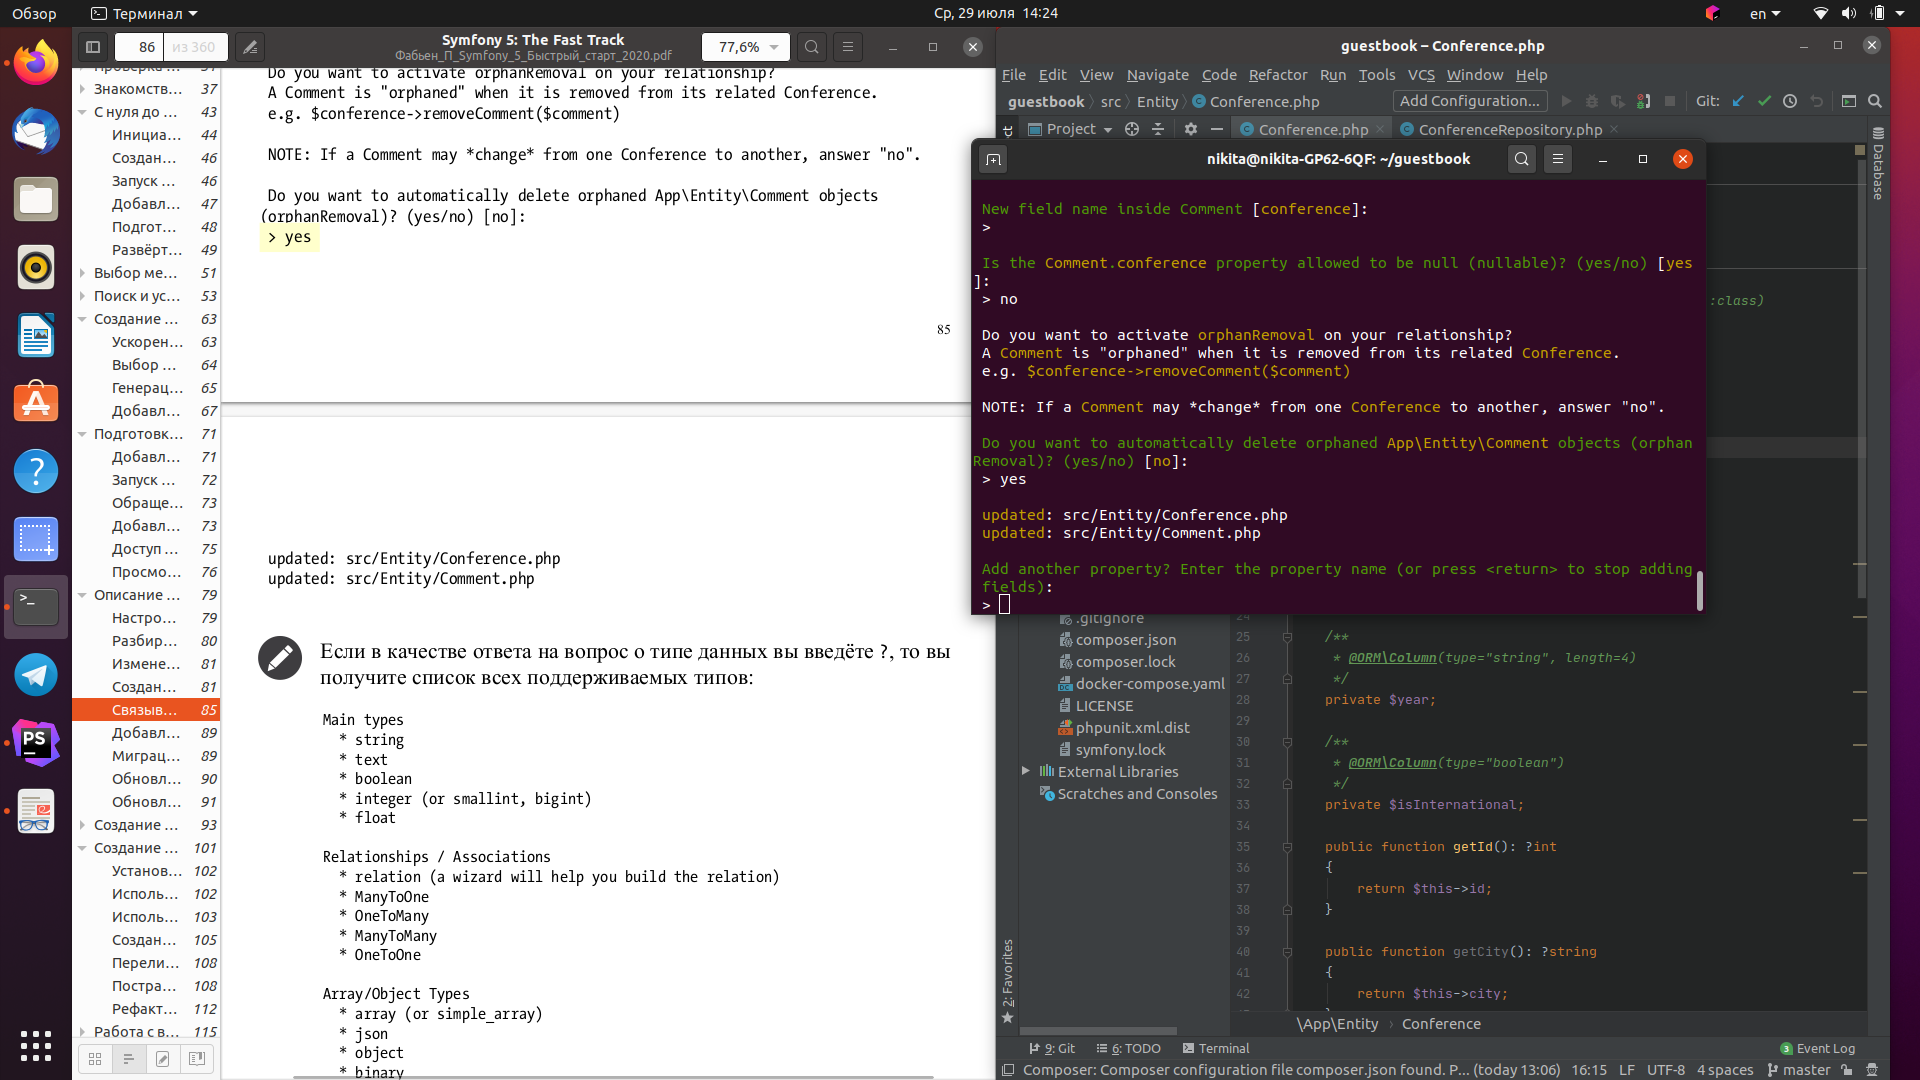 Обзор
Терминал
Ср, 29 июля 14:24
en
86
из 360
Symfony 5: The Fast Track
Фабьен_П_Symfony_5_Быстрый_старт_2020.pdf
77,6%
Знакомств... 37
С нуля до ... 43
Инициа... 44
Создан... 46
Запуск ... 46
Добавл... 47
Подгот... 48
Развёрт... 49
Выбор ме... 51
Поиск и ус... 53
Создание ... 63
Ускорен... 63
Выбор ... 64
Генерац... 65
Добавл... 67
Подготовк... 71
Добавл... 71
Запуск ... 72
Обраще... 73
Добавл... 73
Доступ ... 75
Просмо... 76
Описание ... 79
Настро... 79
Разбир... 80
Измене... 81
Создан... 81
Связыв... 85
Добавл... 89
Миграц... 89
Обновл... 90
Обновл... 91
Создание ... 93
Создание ... 101
Установ... 102
Исполь... 102
Исполь... 103
Создан... 105
Перели... 108
Постра... 108
Рефакт... 112
Работа с в... 115
Do you want to activate orphanRemoval on your relationship?
A Comment is "orphaned" when it is removed from its related Conference.
e.g. $conference->removeComment($comment)
NOTE: If a Comment may *change* from one Conference to another, answer "no".
Do you want to automatically delete orphaned App\Entity\Comment objects
(orphanRemoval)? (yes/no) [no]:
> yes
85
updated: src/Entity/Conference.php
updated: src/Entity/Comment.php
Если в качестве ответа на вопрос о типе данных вы введёте ?, то вы
получите список всех поддерживаемых типов:
Main types
* string
* text
* boolean
* integer (or smallint, bigint)
* float
Relationships / Associations
* relation (a wizard will help you build the relation)
* ManyToOne
* OneToMany
* ManyToMany
* OneToOne
Array/Object Types
* array (or simple_array)
* json
* object
* binary
guestbook – Conference.php
File Edit View Navigate Code Refactor Run Tools VCS Window Help
guestbook src Entity Conference.php
Add Configuration...
Git:
Project
Conference.php
ConferenceRepository.php
Database
nikita@nikita-GP62-6QF: ~/guestbook
New field name inside Comment [conference]:
>
Is the Comment.conference property allowed to be null (nullable)? (yes/no) [yes
]:
> no
Do you want to activate orphanRemoval on your relationship?
A Comment is "orphaned" when it is removed from its related Conference.
e.g. $conference->removeComment($comment)
NOTE: If a Comment may *change* from one Conference to another, answer "no".
Do you want to automatically delete orphaned App\Entity\Comment objects (orphan
Removal)? (yes/no) [no]:
> yes
updated: src/Entity/Conference.php
updated: src/Entity/Comment.php
Add another property? Enter the property name (or press <return> to stop adding
fields):
>
:class)
.gitignore
composer.json
composer.lock
docker-compose.yaml
LICENSE
phpunit.xml.dist
symfony.lock
External Libraries
Scratches and Consoles
24
25 /**
26 * @ORM\Column(type="string", length=4)
27 */
28 private $year;
29
30 /**
31 * @ORM\Column(type="boolean")
32 */
33 private $isInternational;
34
35 public function getId(): ?int
36 {
37 return $this->id;
38 }
39
40 public function getCity(): ?string
41 {
42 return $this->city;
2: Favorites
\App\Entity
Conference
9: Git
6: TODO
Terminal
3 Event Log
Composer: Composer configuration file composer.json found. P... (today 13:06)
16:15 LF UTF-8 4 spaces master
PS